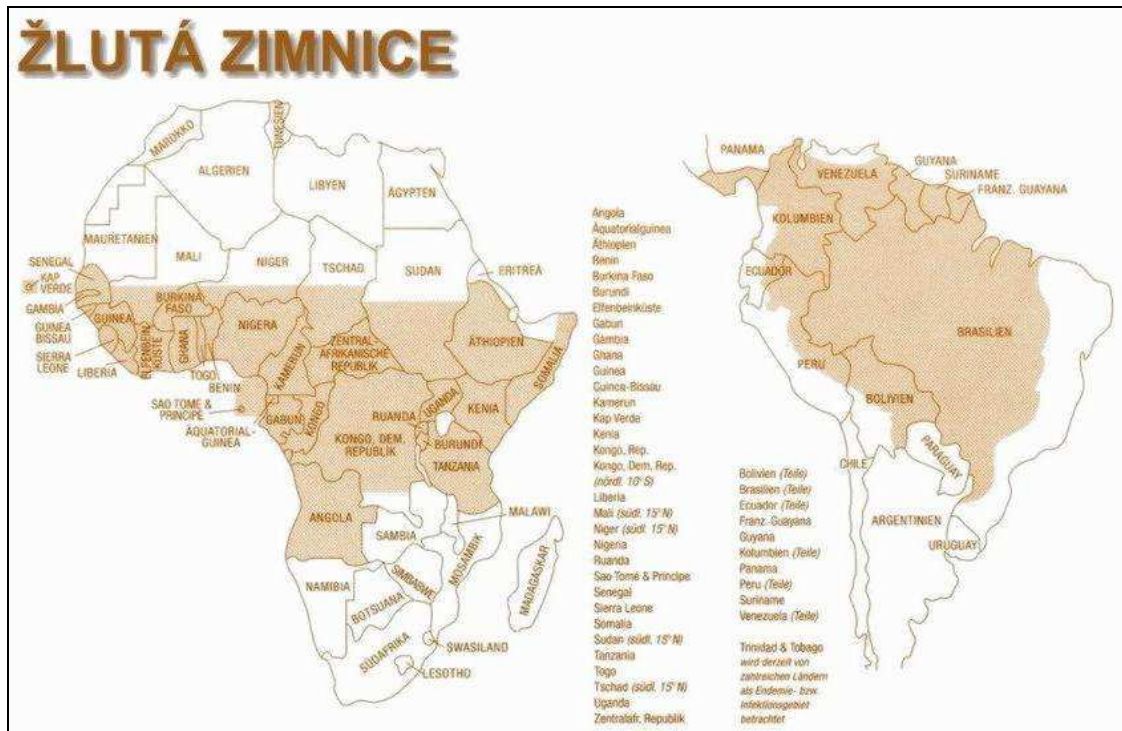 ŽLUTÁ ZIMNICE
MAROKKO
TUNESIEN
ALGERIEN
LIBYEN
ÄGYPTEN
MAURETANIEN
MALI
NIGER
TSCHAD
SUDAN
ERITREA
SENEGAL
KAP
VERDE
GAMBIA
GUINEA
BISSAU
GUINEA
SIERRA
LEONE
LIBERIA
ELFENBEIN
KÜSTE
BURKINA
FASO
GHANA
TOGO
BENIN
NIGERA
KAMERUN
ZENTRAL-
AFRIKANISCHE
REPUBLIK
ÄTHIOPIEN
SOMALIA
SAO TOME &
PRINCIPE
ÄQUATORIAL-
GUINEA
GABUN
KONGO
RUANDA
UGANDA
KENIA
KONGO, DEM.
REPUBLIK
BURUNDI
TANZANIA
ANGOLA
SAMBIA
MALAWI
MOSAMBIK
MADAGASKAR
NAMIBIA
SIMBABWE
BOTSUANA
SÜDAFRIKA
SWASILAND
LESOTHO
Angola
Äquatorialguinea
Äthiopien
Benin
Burkina Faso
Burundi
Elfenbeinküste
Gabun
Gambia
Ghana
Guinea
Guinea-Bissau
Kamerun
Kap Verde
Kenia
Kongo, Rep.
Kongo, Dem. Rep.
(nördl. 10° S)
Liberia
Mali (südl. 15° N)
Niger (südl. 15° N)
Nigeria
Ruanda
Sao Tomé & Principe
Senegal
Sierra Leone
Somalia
Sudan (südl. 15° N)
Tanzania
Togo
Tschad (südl. 15° N)
Uganda
Zentralafr. Republik
PANAMA
VENEZUELA
GUYANA
SURINAME
FRANZ. GUAYANA
KOLUMBIEN
ECUADOR
BRASILIEN
PERU
BOLIVIEN
PARAGUAY
CHILE
ARGENTINIEN
URUGUAY
Bolivien (Teile)
Brasilien (Teile)
Ecuador (Teile)
Franz. Guayana
Guyana
Kolumbien (Teile)
Panama
Peru (Teile)
Suriname
Venezuela (Teile)
Trinidad & Tobago
wird derzeit von
zahlreichen Ländern
als Endemie- bzw.
Infektionsgebiet
betrachtet